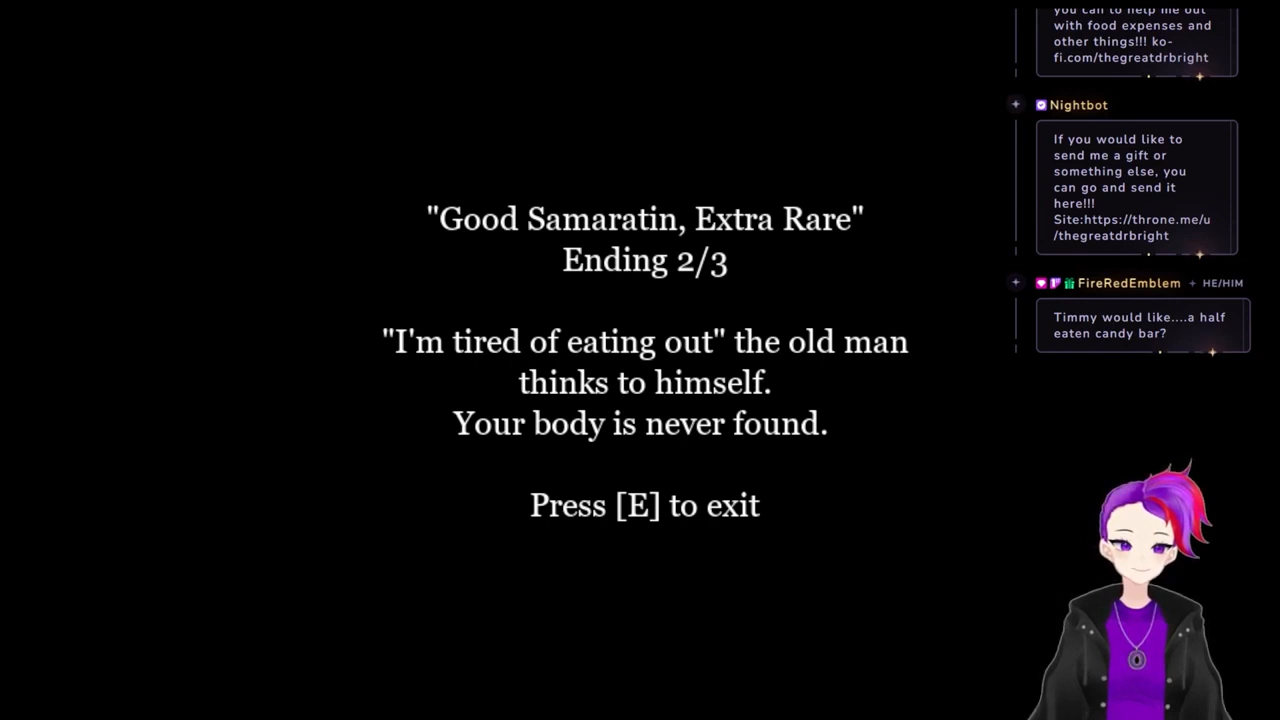 "Good Samaratin, Extra Rare"
Ending 2/3
"I'm tired of eating out" the old man
thinks to himself.
Your body is never found.
Press [E] to exit
you can to help me out
with food expenses and
other things!!! ko-
fi.com/thegreatdrbright
Nightbot
If you would like to
send me a gift or
something else, you
can go and send it
here!!!
Site:https://throne.me/u
/thegreatdrbright
FireRedEmblem + HE/HIM
Timmy would like....a half
eaten candy bar?